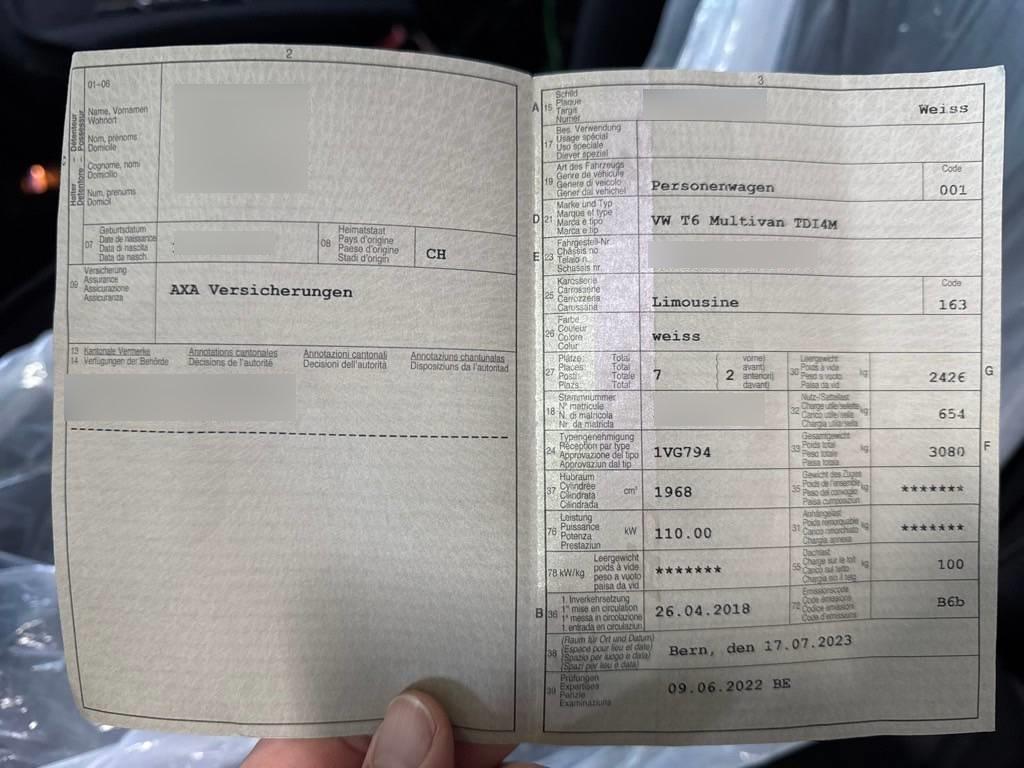 2
01-06
Halter – Détenteur
Detentore – Possessur
Name, Vornamen
Wohnort
Nom, prénoms
Domicile
Cognome, nomi
Domicilio
Num, prenums
Domicil
07
Geburtsdatum
Date de naissance
Data di nascita
Data da nasch.
08
Heimatstaat
Pays d'origine
Paese d'origine
Stadi d'origin
CH
09
Versicherung
Assurance
Assicurazione
Assicuranza
AXA Versicherungen
13 Kantonale Vermerke Annotations cantonales Annotazioni cantonali Annotaziuns chantunalas
14 Verfügungen der Behörde Décisions de l'autorité Decisioni dell'autorità Disposiziuns da l'autoritad
3
A 15
Schild
Plaque
Targa
Numer
Weiss
17
Bes. Verwendung
Usage spécial
Uso speciale
Diever spezial
19
Art des Fahrzeugs
Genre de véhicule
Genere di veicolo
Gener dal vehichel
Personenwagen
Code
001
D 21
Marke und Typ
Marque et type
Marca e tipo
Marca e tip
VW T6 Multivan TDI4M
E 23
Fahrgestell-Nr.
Châssis no
Telaio n.
Schassis nr.
25
Karosserie
Carrosserie
Carrozzeria
Carossaria
Limousine
Code
163
26
Farbe
Couleur
Colore
Colur
weiss
27
Plätze: Total
Places: Total
Posti: Totale
Plazs: Total
7
2
vorne)
avant)
anteriori)
davant)
30
Leergewicht
Poids à vide
Peso a vuoto
Paisa da vid
kg
2426
G
18
Stammnummer
N° matricule
N. di matricola
Nr. da matricla
32
Nutz-/Sattellast
Charge utile/sellette
Carico utile/sella
Chargia utila/sella
kg
654
24
Typengenehmigung
Réception par type
Approvazione del tipo
Approvaziun dal tip
1VG794
33
Gesamtgewicht
Poids total
Peso totale
Paisa totala
kg
3080
F
37
Hubraum
Cylindrée
Cilindrata
Cilindrada
cm³
1968
35
Gewicht des Zuges
Poids de l'ensemble
Peso del convoglio
Paisa cumposiziun
kg
*******
76
Leistung
Puissance
Potenza
Prestaziun
kW
110.00
31
Anhängelast
Poids remorquable
Carico rimorchiato
Chargia annexa
kg
*******
78 kW/kg
Leergewicht
poids à vide
peso a vuoto
paisa da vid
*******
55
Dachlast
Charge sur le toit
Carico sul tetto
Chargia sin il tetg
kg
100
B 36
1. Inverkehrsetzung
1re mise en circulation
1a messa in circolazione
1. entrada en circulaziun
26.04.2018
72
Emissionscode
Code émissions
Codice emissioni
Code d'emissiuns
B6b
38
(Raum für Ort und Datum)
(Espace pour lieu et date)
(Spazio per luogo e data)
(Spazi per lieu e data)
Bern, den 17.07.2023
39
Prüfungen
Expertises
Perizie
Examinaziuns
09.06.2022 BE